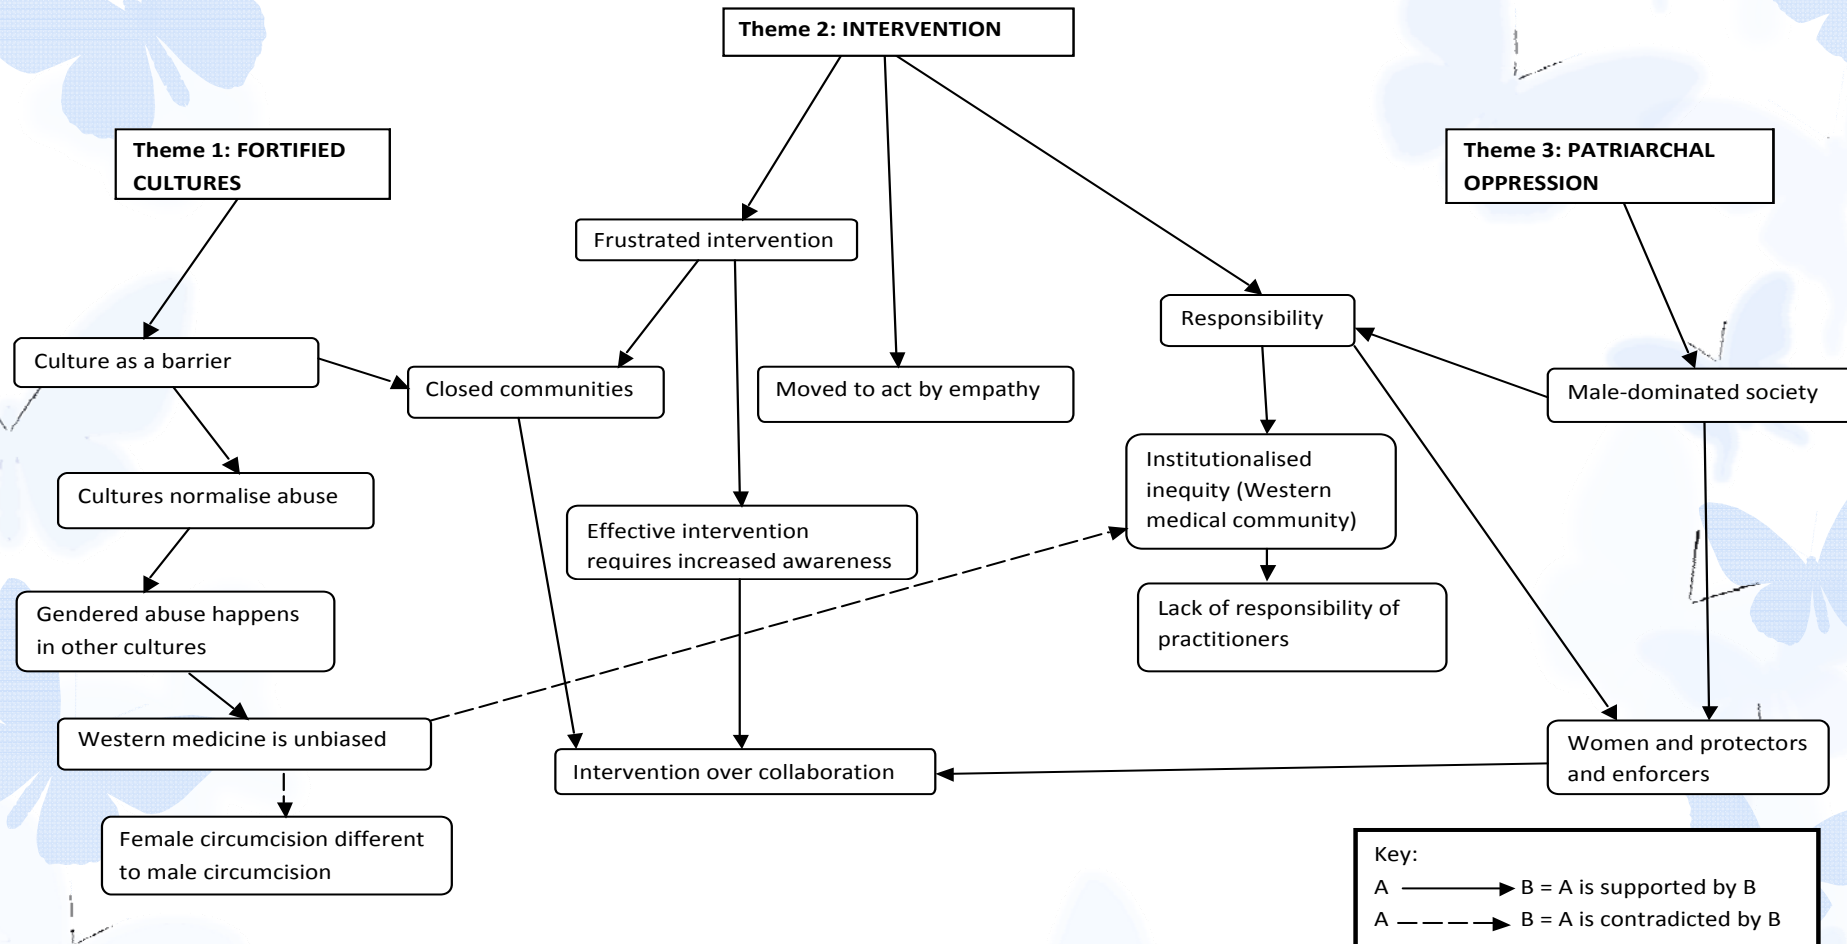 Theme 2: INTERVENTION
Theme 1: FORTIFIED
CULTURES
Theme 3: PATRIARCHAL
OPPRESSION
Frustrated intervention
Responsibility
Culture as a barrier
Closed communities
Moved to act by empathy
Male-dominated society
Cultures normalise abuse
Institutionalised
inequity (Western
medical community)
Effective intervention
requires increased awareness
Gendered abuse happens
in other cultures
Lack of responsibility of
practitioners
Western medicine is unbiased
Intervention over collaboration
Women and protectors
and enforcers
Female circumcision different
to male circumcision
Key:
A B = A is supported by B
A B = A is contradicted by B